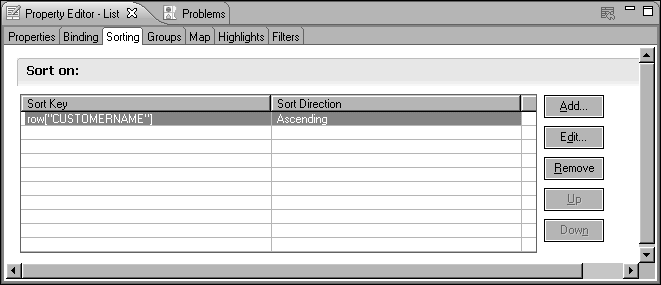 Property Editor - List Problems
Properties Binding Sorting Groups Map Highlights Filters
Sort on:
Sort Key Sort Direction
row["CUSTOMERNAME"] Ascending
Add...
Edit...
Remove
Up
Down